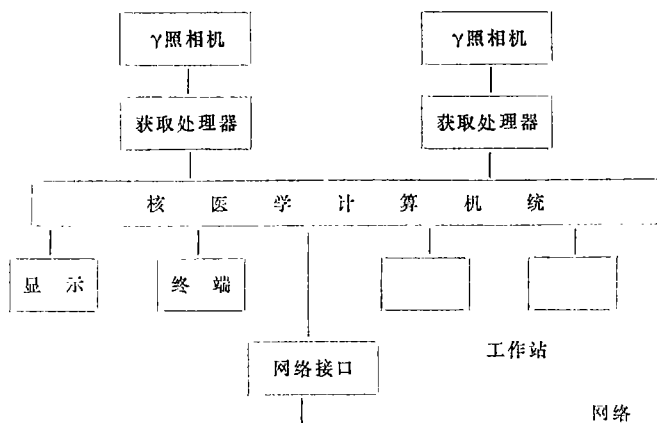 γ照相机 γ照相机
获取处理器 获取处理器
核医学计算机统
显示 终端
工作站
网络接口
网络